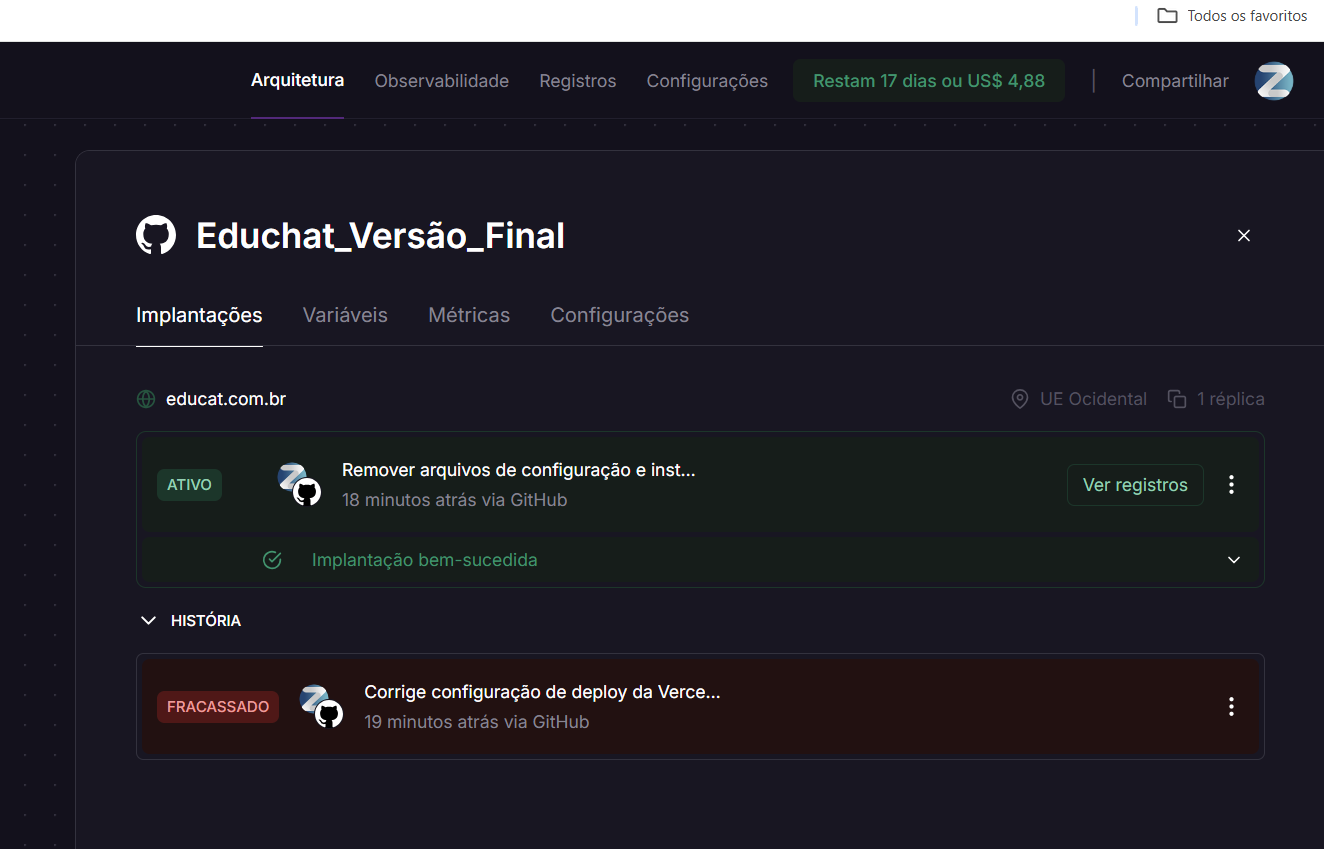 Todos os favoritos
Arquitetura Observabilidade Registros Configurações Restam 17 dias ou US$ 4,88 Compartilhar
Educhat_Versão_Final
Implantações Variáveis Métricas Configurações
educat.com.br UE Ocidental 1 réplica
ATIVO Remover arquivos de configuração e inst... Ver registros
18 minutos atrás via GitHub
Implantação bem-sucedida
HISTÓRIA
FRACASSADO Corrige configuração de deploy da Verce...
19 minutos atrás via GitHub